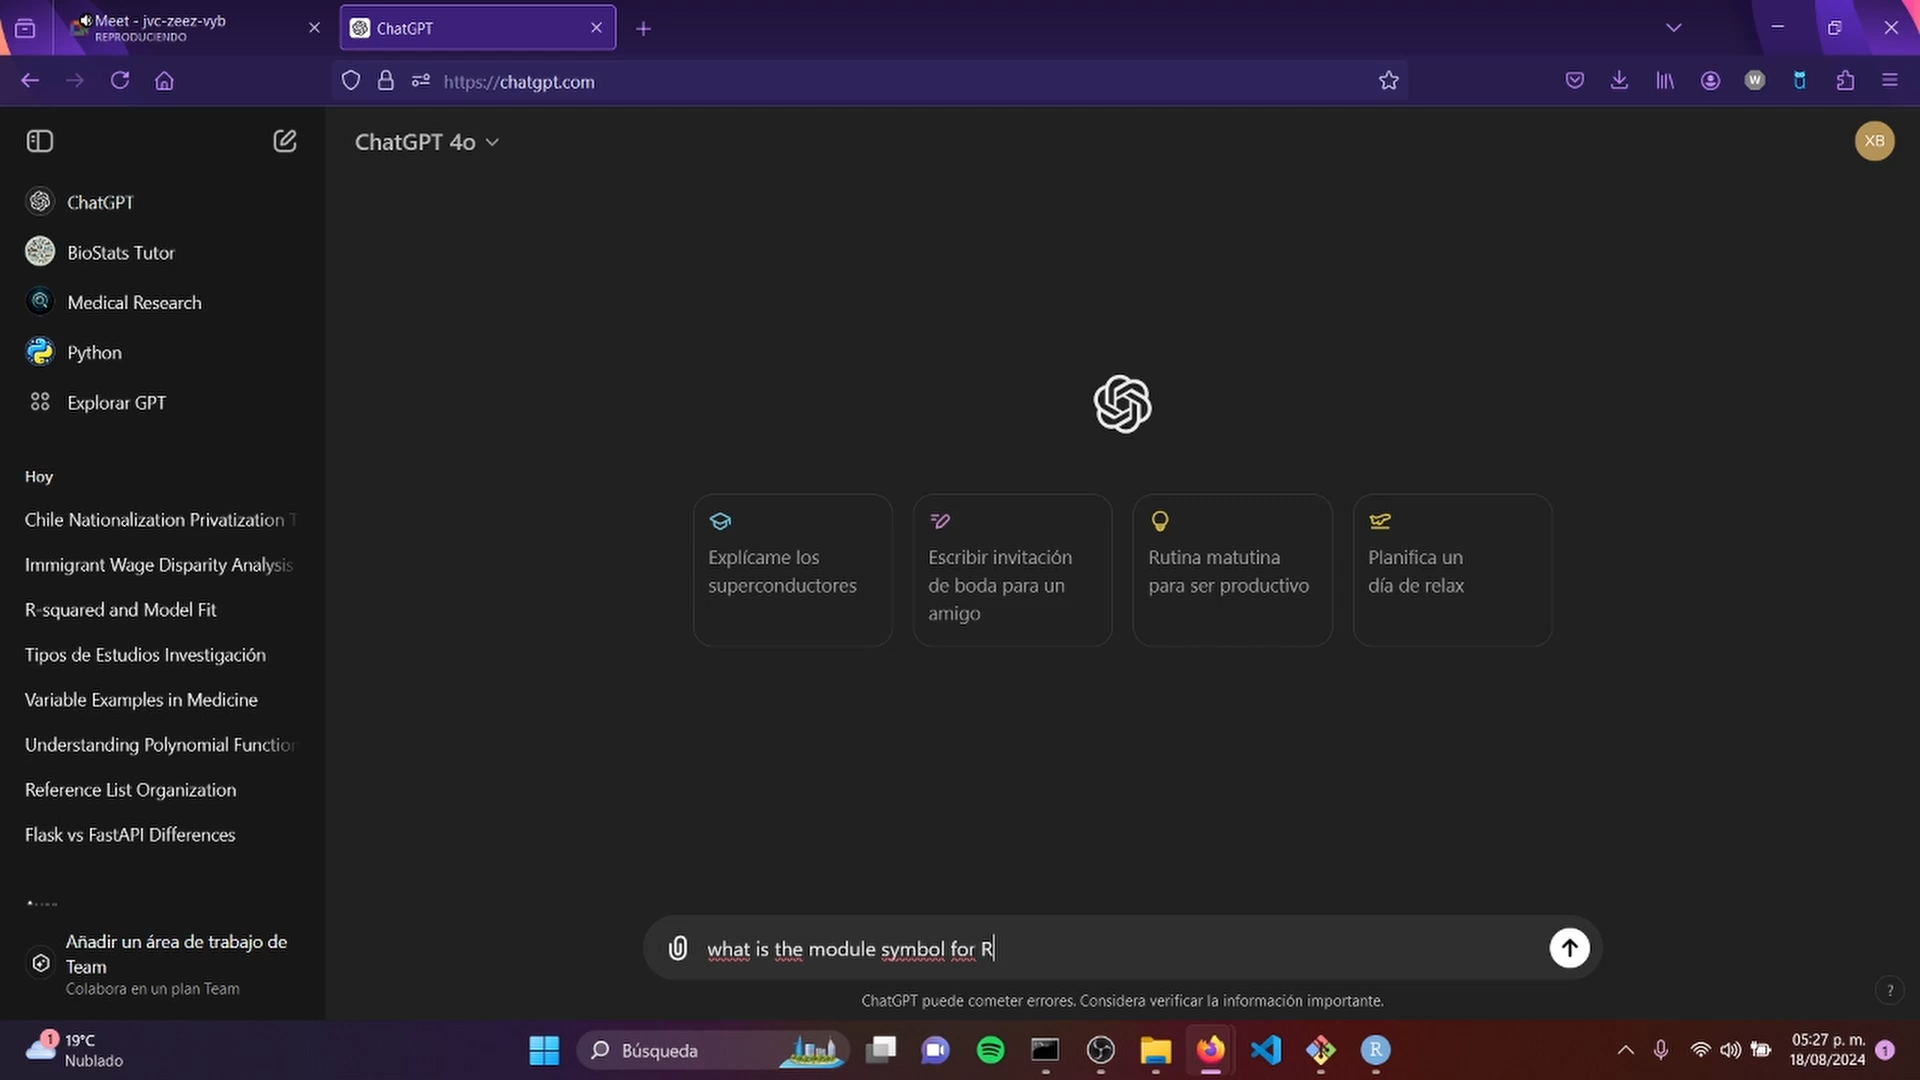 Meet - jvc-zeez-vyb
REPRODUCIENDO
ChatGPT
https://chatgpt.com
W
ChatGPT 4o
XB
ChatGPT
BioStats Tutor
Medical Research
Python
Explorar GPT
Hoy
Chile Nationalization Privatization T
Immigrant Wage Disparity Analysis
R-squared and Model Fit
Tipos de Estudios Investigación
Variable Examples in Medicine
Understanding Polynomial Function
Reference List Organization
Flask vs FastAPI Differences
Añadir un área de trabajo de
Team
Colabora en un plan Team
Explícame los
superconductores
Escribir invitación
de boda para un
amigo
Rutina matutina
para ser productivo
Planifica un
día de relax
what is the module symbol for R
ChatGPT puede cometer errores. Considera verificar la información importante.
?
1
19°C
Nublado
Búsqueda
R
05:27 p. m.
18/08/2024
1